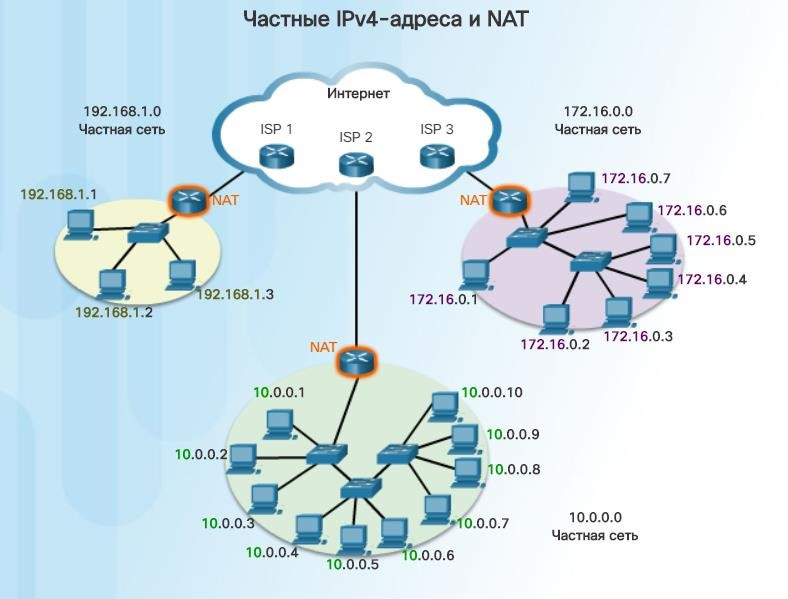 Частные IPv4-адреса и NAT
Интернет
ISP 1
ISP 2
ISP 3
192.168.1.0
Частная сеть
172.16.0.0
Частная сеть
NAT
192.168.1.1
192.168.1.2
192.168.1.3
NAT
172.16.0.7
172.16.0.6
172.16.0.5
172.16.0.4
172.16.0.1
172.16.0.3
172.16.0.2
NAT
10.0.0.1
10.0.0.2
10.0.0.3
10.0.0.4
10.0.0.5
10.0.0.6
10.0.0.7
10.0.0.8
10.0.0.9
10.0.0.10
10.0.0.0
Частная сеть